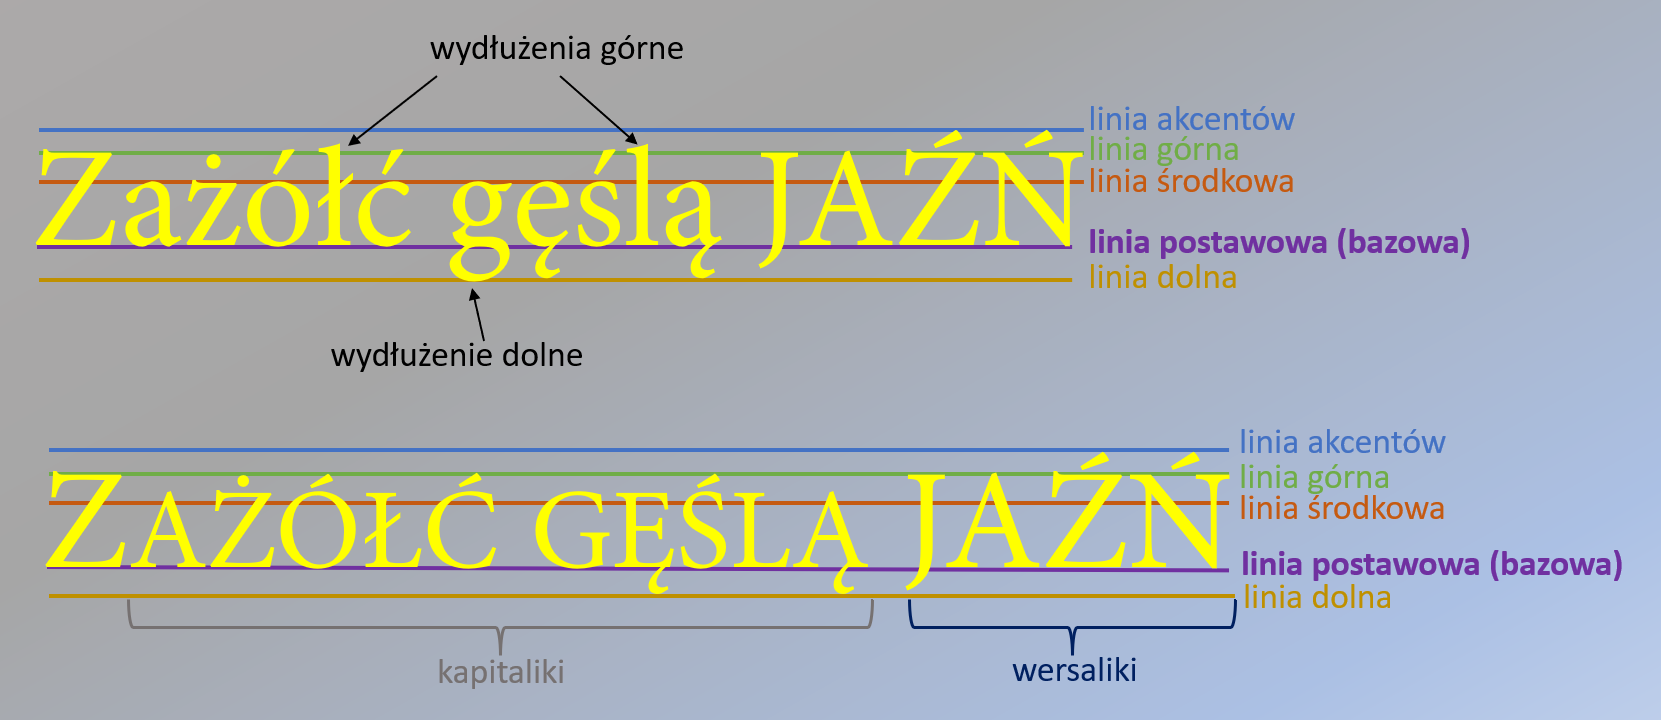 wydłużenia górne
linia akcentów
linia górna
linia środkowa
Zażółć gęślą JAŹŃ
linia postawowa (bazowa)
linia dolna
wydłużenie dolne
linia akcentów
linia górna
linia środkowa
ZAŻÓŁĆ GĘŚLĄ JAŹŃ
linia postawowa (bazowa)
linia dolna
kapitaliki
wersaliki